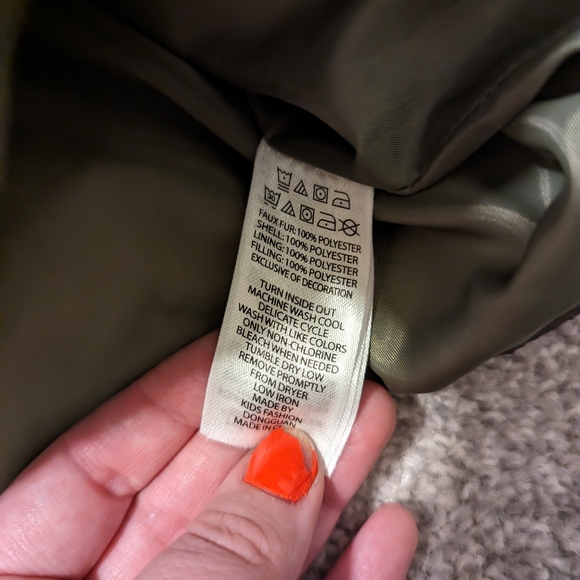 FAUX FUR: 100% POLYESTER
SHELL: 100% POLYESTER
LINING: 100% POLYESTER
FILLING: 100% POLYESTER
EXCLUSIVE OF DECORATION
TURN INSIDE OUT
MACHINE WASH COOL
DELICATE CYCLE
WASH WITH LIKE COLORS
ONLY NON-CHLORINE
BLEACH WHEN NEEDED
TUMBLE DRY LOW
REMOVE PROMPTLY
FROM DRYER
LOW IRON
MADE BY
KIDS FASHION
DONGGUAN
MADE IN